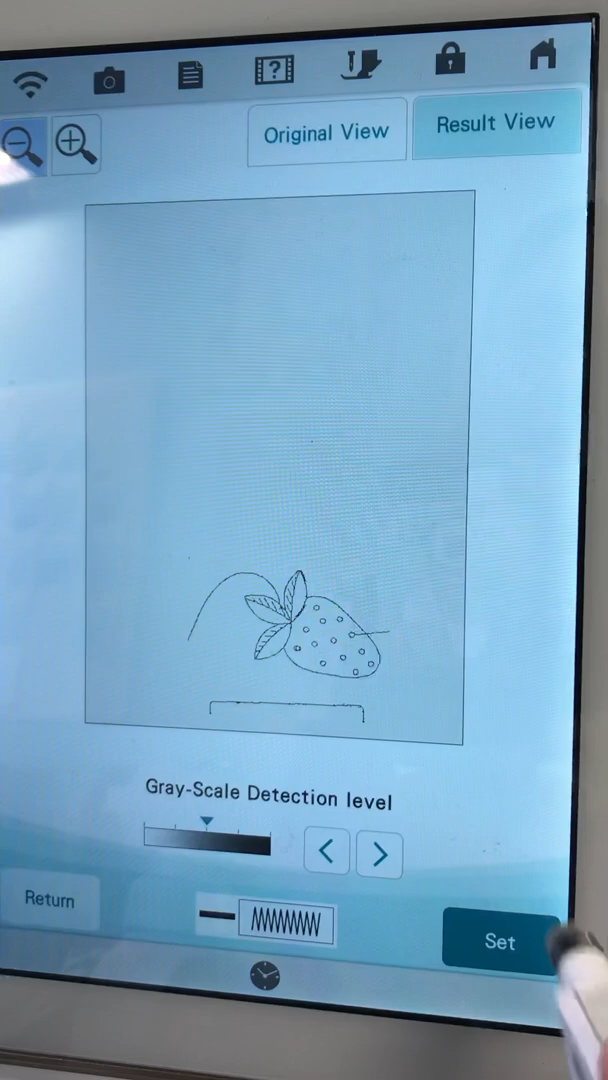 Original View
Result View
Gray-Scale Detection level
Return
Set